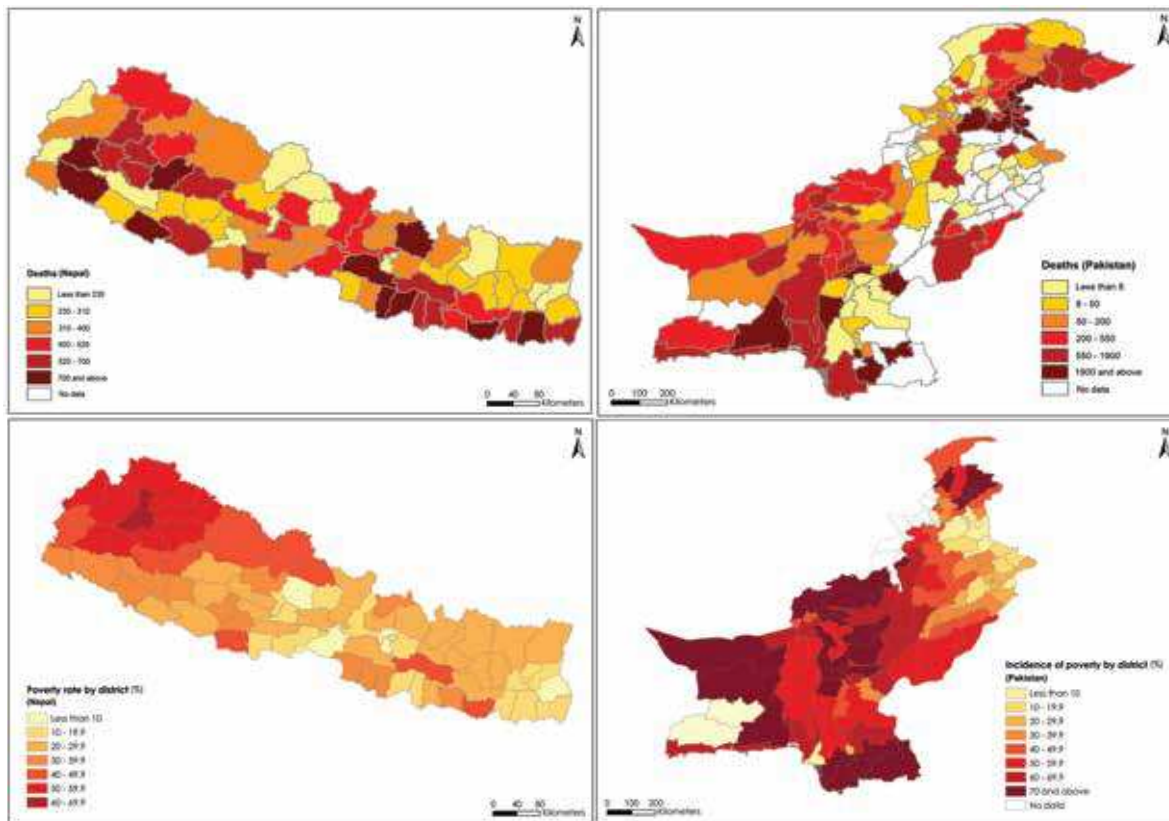 N
Deaths (Nepal)
Less than 230
230 - 310
310 - 400
400 - 520
520 - 700
700 and above
No data
0 40 80
Kilometers
N
Deaths (Pakistan)
Less than 8
8 - 50
50 - 200
200 - 550
550 - 1900
1900 and above
No data
0 100 200
Kilometers
N
Poverty rate by district (%)
(Nepal)
Less than 10
10 - 19.9
20 - 29.9
30 - 39.9
40 - 49.9
50 - 59.9
60 - 69.9
0 40 80
Kilometers
N
Incidence of poverty by district (%)
(Pakistan)
Less than 10
10 - 19.9
20 - 29.9
30 - 39.9
40 - 49.9
50 - 59.9
60 - 69.9
70 and above
No data
0 100 200
Kilometers